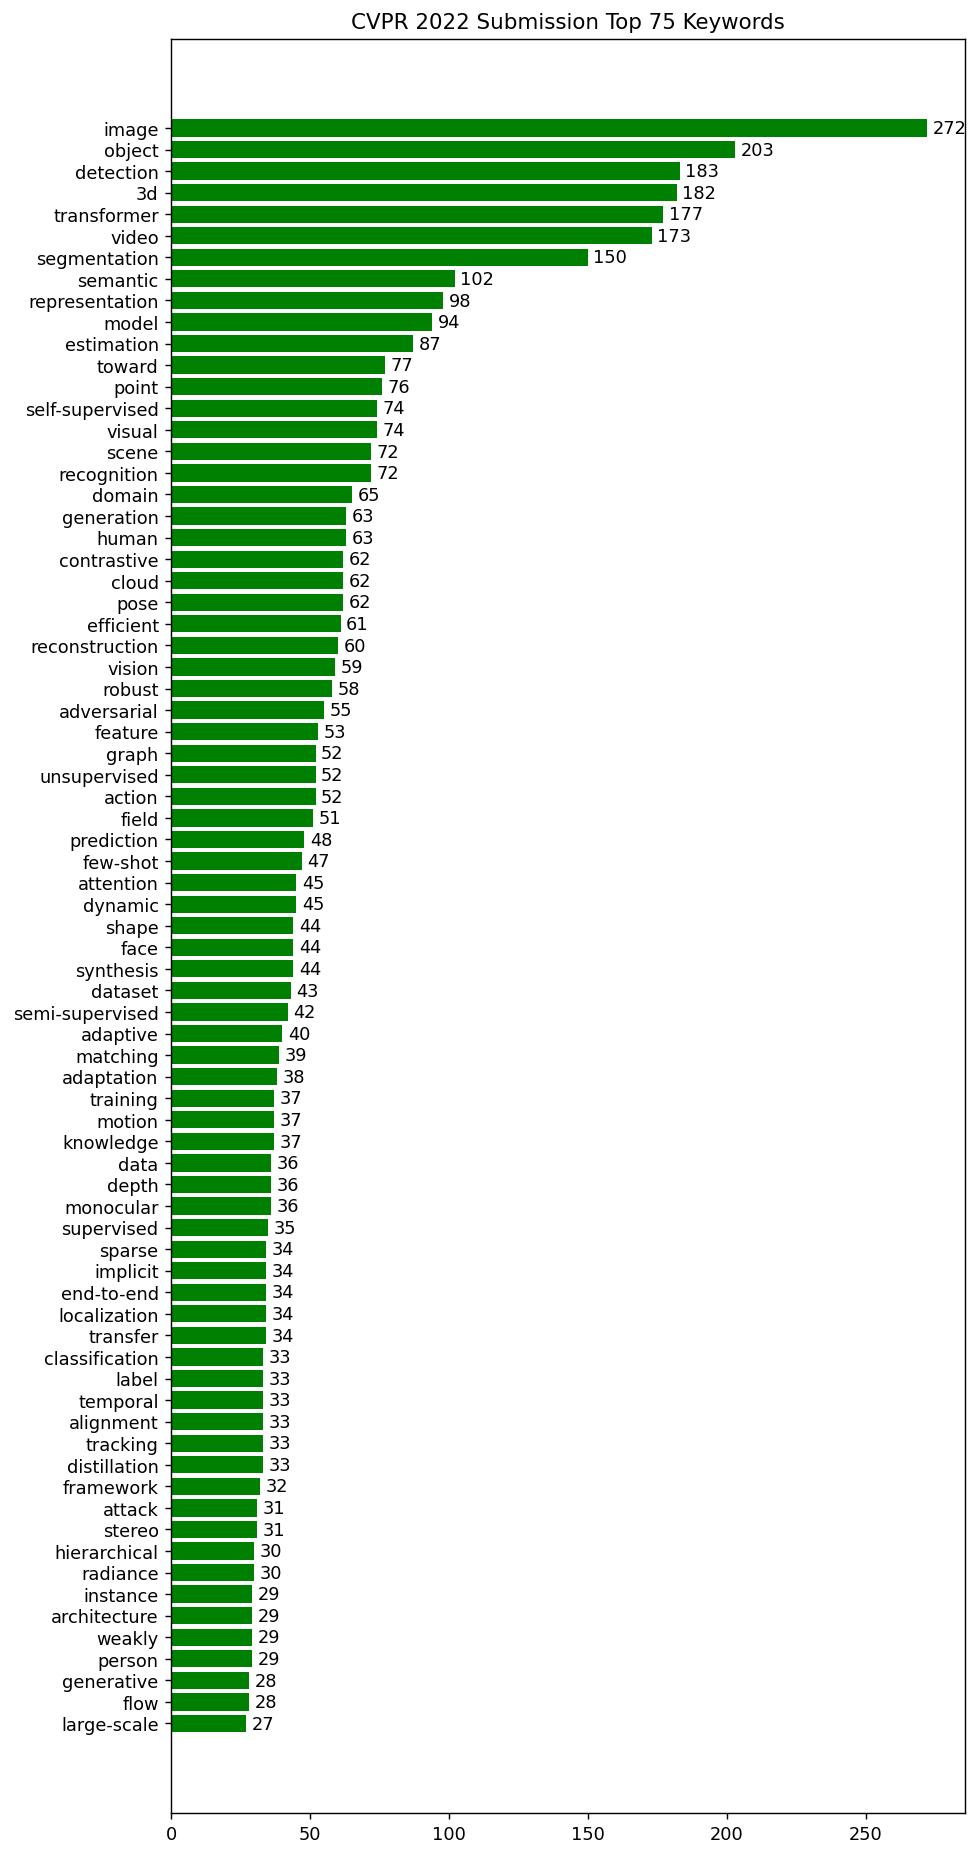 CVPR 2022 Submission Top 75 Keywords
image 272
object 203
detection 183
3d 182
transformer 177
video 173
segmentation 150
semantic 102
representation 98
model 94
estimation 87
toward 77
point 76
self-supervised 74
visual 74
scene 72
recognition 72
domain 65
generation 63
human 63
contrastive 62
cloud 62
pose 62
efficient 61
reconstruction 60
vision 59
robust 58
adversarial 55
feature 53
graph 52
unsupervised 52
action 52
field 51
prediction 48
few-shot 47
attention 45
dynamic 45
shape 44
face 44
synthesis 44
dataset 43
semi-supervised 42
adaptive 40
matching 39
adaptation 38
training 37
motion 37
knowledge 37
data 36
depth 36
monocular 36
supervised 35
sparse 34
implicit 34
end-to-end 34
localization 34
transfer 34
classification 33
label 33
temporal 33
alignment 33
tracking 33
distillation 33
framework 32
attack 31
stereo 31
hierarchical 30
radiance 30
instance 29
architecture 29
weakly 29
person 29
generative 28
flow 28
large-scale 27
0 50 100 150 200 250